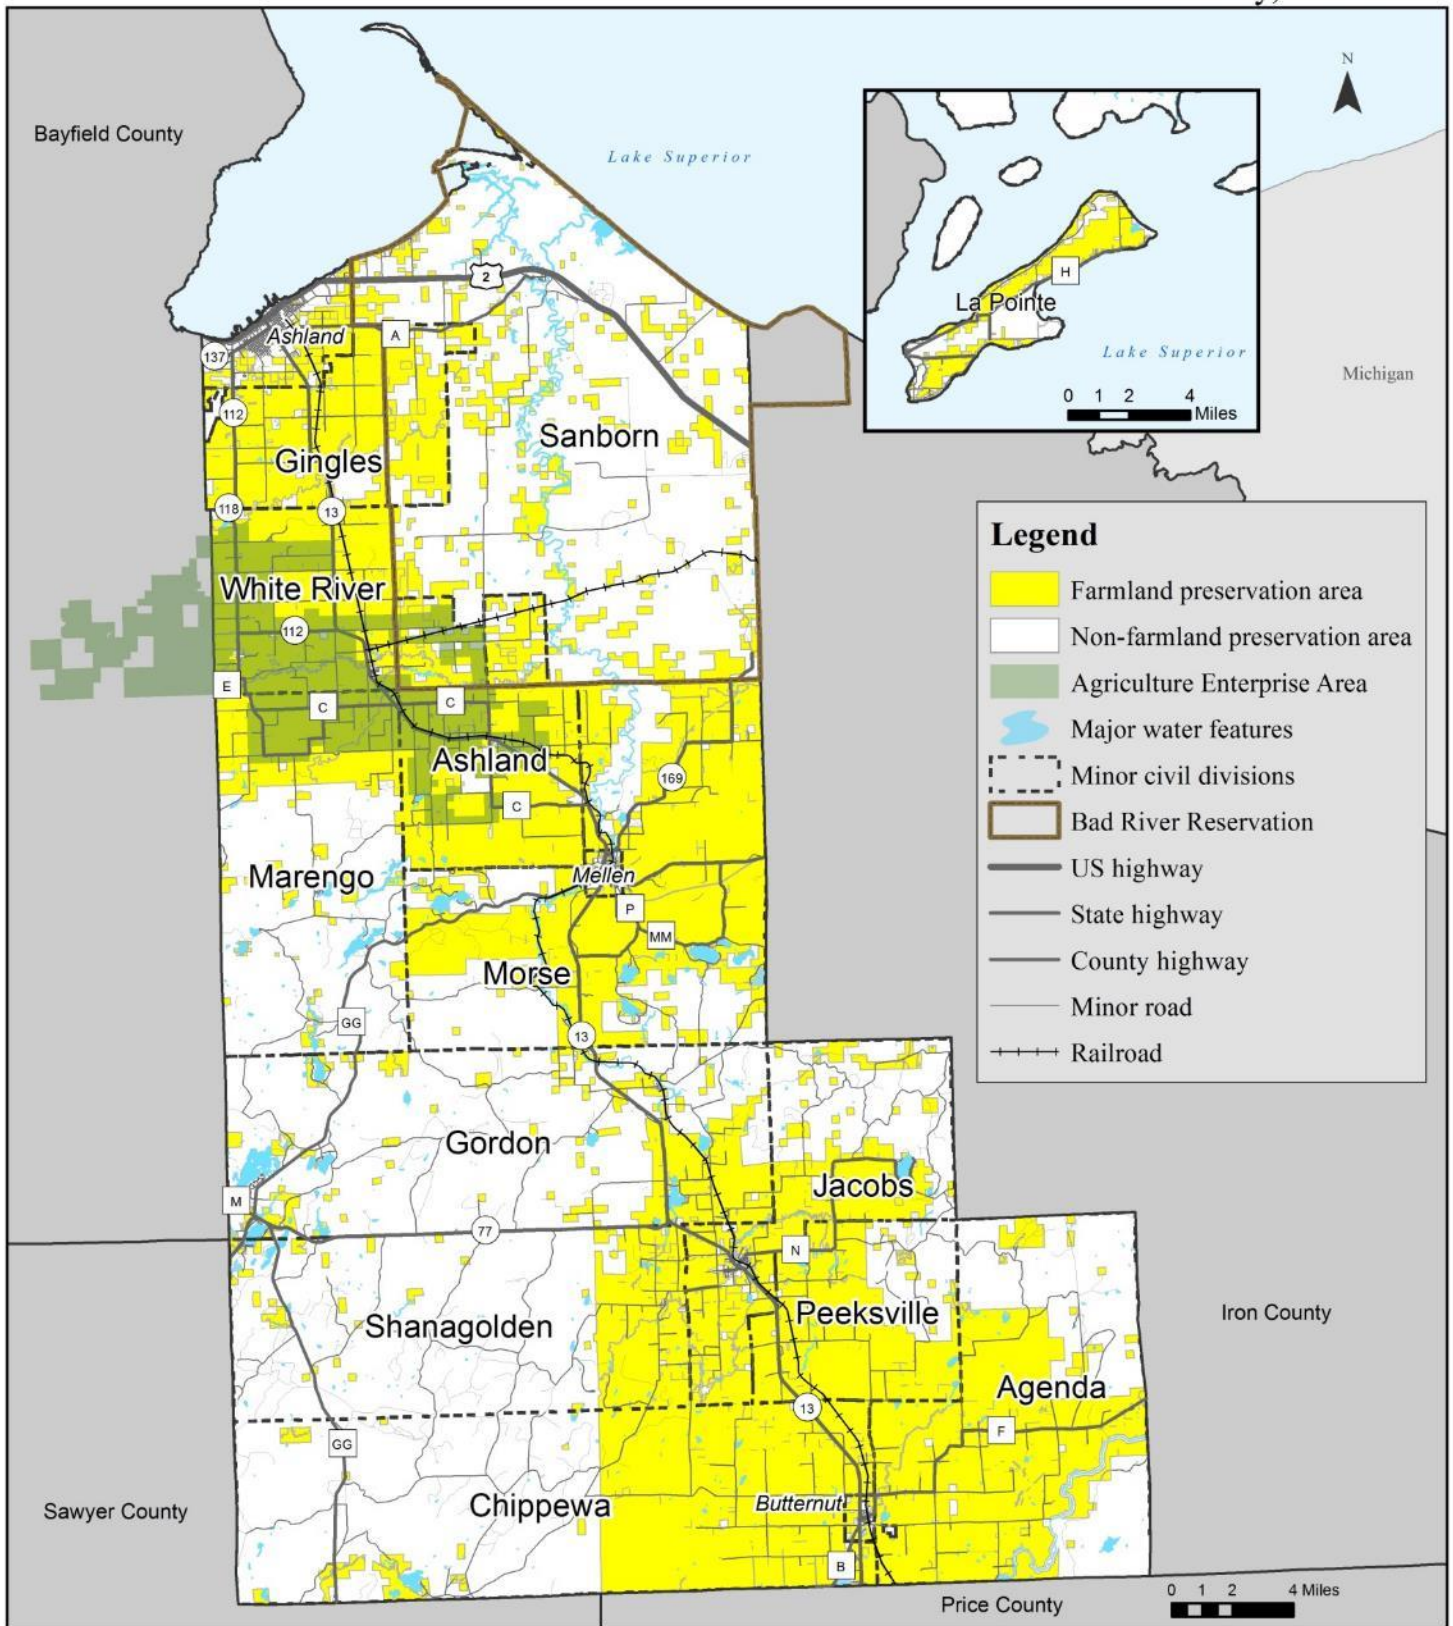 Bayfield County
Lake Superior
N
H
La Pointe
Lake Superior
0 2 4
Miles
Michigan
2
Ashland
A
137
112
Sanborn
Gingles
118
13
White River
112
E
C
C
Ashland
169
C
Marengo
Mellen
P
MM
Morse
GG
13
Gordon
Jacobs
M
77
N
Shanagolden
Peeksville
Iron County
Agenda
13
F
GG
Sawyer County
Chippewa
Butternut
B
Price County
0 1 2 4 Miles
Legend
Farmland preservation area
Non-farmland preservation area
Agriculture Enterprise Area
Major water features
Minor civil divisions
Bad River Reservation
US highway
State highway
County highway
Minor road
Railroad